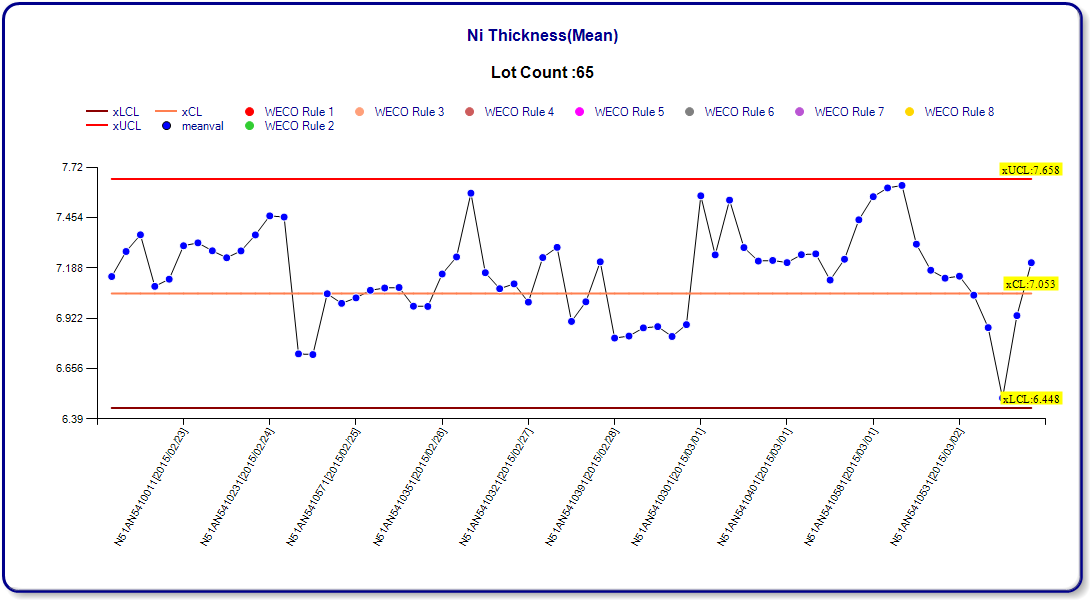 Ni Thickness(Mean)
Lot Count :65
xLCL xCL WECO Rule 1 WECO Rule 3 WECO Rule 4 WECO Rule 5 WECO Rule 6 WECO Rule 7 WECO Rule 8
xUCL meanval WECO Rule 2
7.72
xUCL:7.658
7.454
7.188
xCL:7.053
6.922
6.656
xLCL:6.448
6.39
N51AN5410011[2015/02/23]
N51AN5410231[2015/02/24]
N51AN5410571[2015/02/25]
N51AN5410351[2015/02/26]
N51AN5410321[2015/02/27]
N51AN5410391[2015/02/28]
N51AN5410301[2015/03/01]
N51AN5410401[2015/03/01]
N51AN5410581[2015/03/01]
N51AN5410531[2015/03/02]